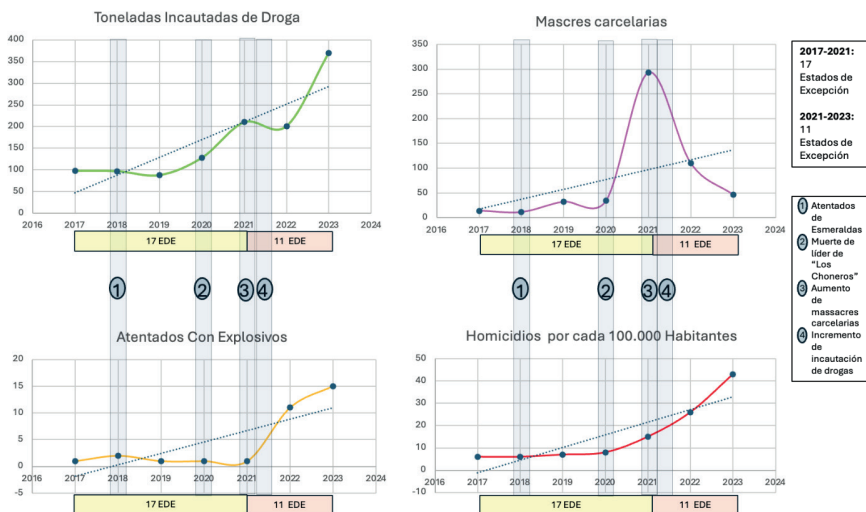 Toneladas Incautadas de Droga
400
350
300
250
200
150
100
50
0
2016 2017 2018 2019 2020 2021 2022 2023 2024
17 EDE 11 EDE
Mascres carcelarias
350
300
250
200
150
100
50
0
2016 2017 2018 2019 2020 2021 2022 2023 2024
17 EDE 11 EDE
2017-2021:
17
Estados de
Excepción
2021-2023:
11
Estados de
Excepción
1 2 3 4
1 2 3 4
1 Atentados
de
Esmeraldas
2 Muerte de
líder de
"Los
Choneros"
3 Aumento
de
massacres
carcelarias
4 Incremento
de
incautación
de drogas
Atentados Con Explosivos
20
15
10
5
0
-5
2016 2017 2018 2019 2020 2021 2022 2023 2024
17 EDE 11 EDE
Homicidios por cada 100.000 Habitantes
50
40
30
20
10
0
-10
2016 2017 2018 2019 2020 2021 2022 2023 2024
17 EDE 11 EDE